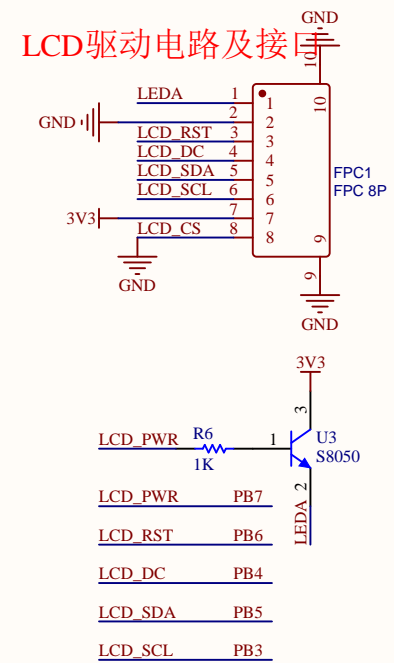 GND
LCD驱动电路及接口
10
LEDA 1 1 10
GND 2 2
LCD_RST 3 3
LCD_DC 4 4
LCD_SDA 5 5
LCD_SCL 6 6
3V3 7 7
LCD_CS 8 8 9
FPC1
FPC 8P
GND
9
GND
3V3
3
LCD_PWR R6 1 U3
1K S8050
2
LEDA
LCD_PWR PB7
LCD_RST PB6
LCD_DC PB4
LCD_SDA PB5
LCD_SCL PB3